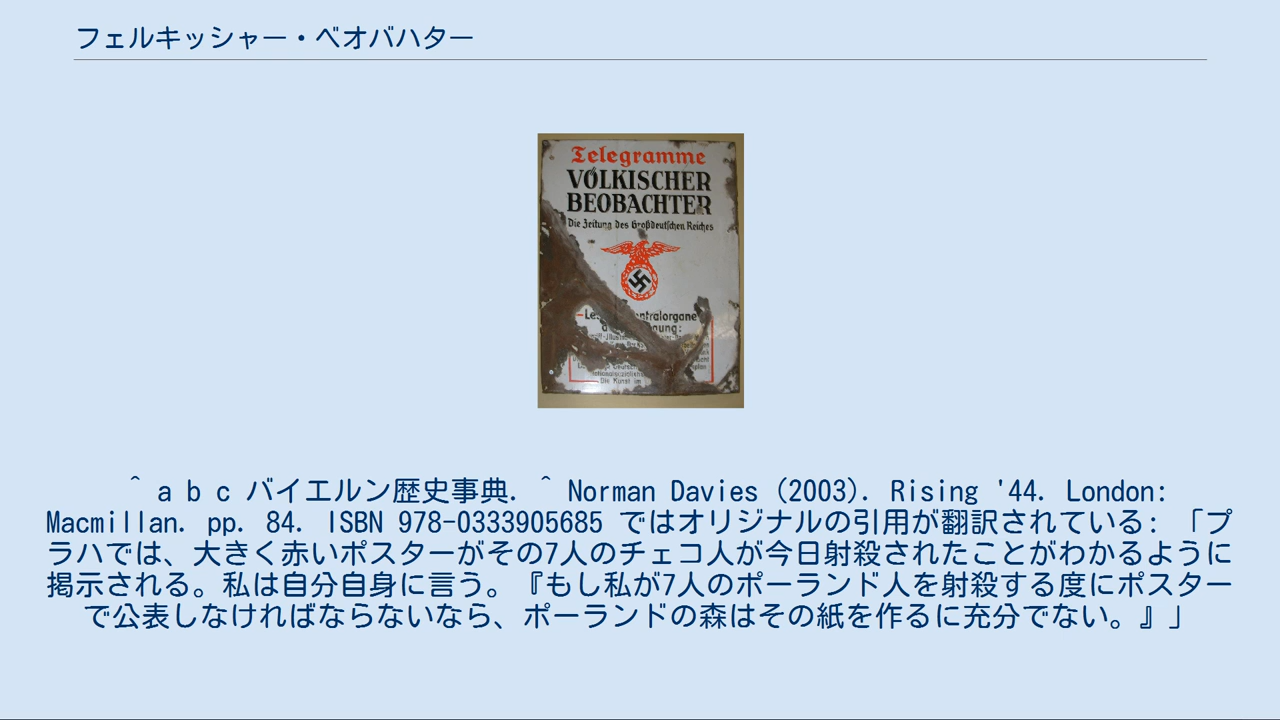 フェルキッシャー・ベオバハター
Telegramme
VÖLKISCHER
BEOBACHTER
Die Zeitung des Großdeutschen Reiches
^ a b c バイエルン歴史事典. ^ Norman Davies (2003). Rising '44. London:
Macmillan. pp. 84. ISBN 978-0333905685 ではオリジナルの引用が翻訳されている: 「プ
ラハでは、大きく赤いポスターがその7人のチェコ人が今日射殺されたことがわかるように
掲示される。私は自分自身に言う。『もし私が7人のポーランド人を射殺する度にポスター
で公表しなければならないなら、ポーランドの森はその紙を作るに充分でない。』」